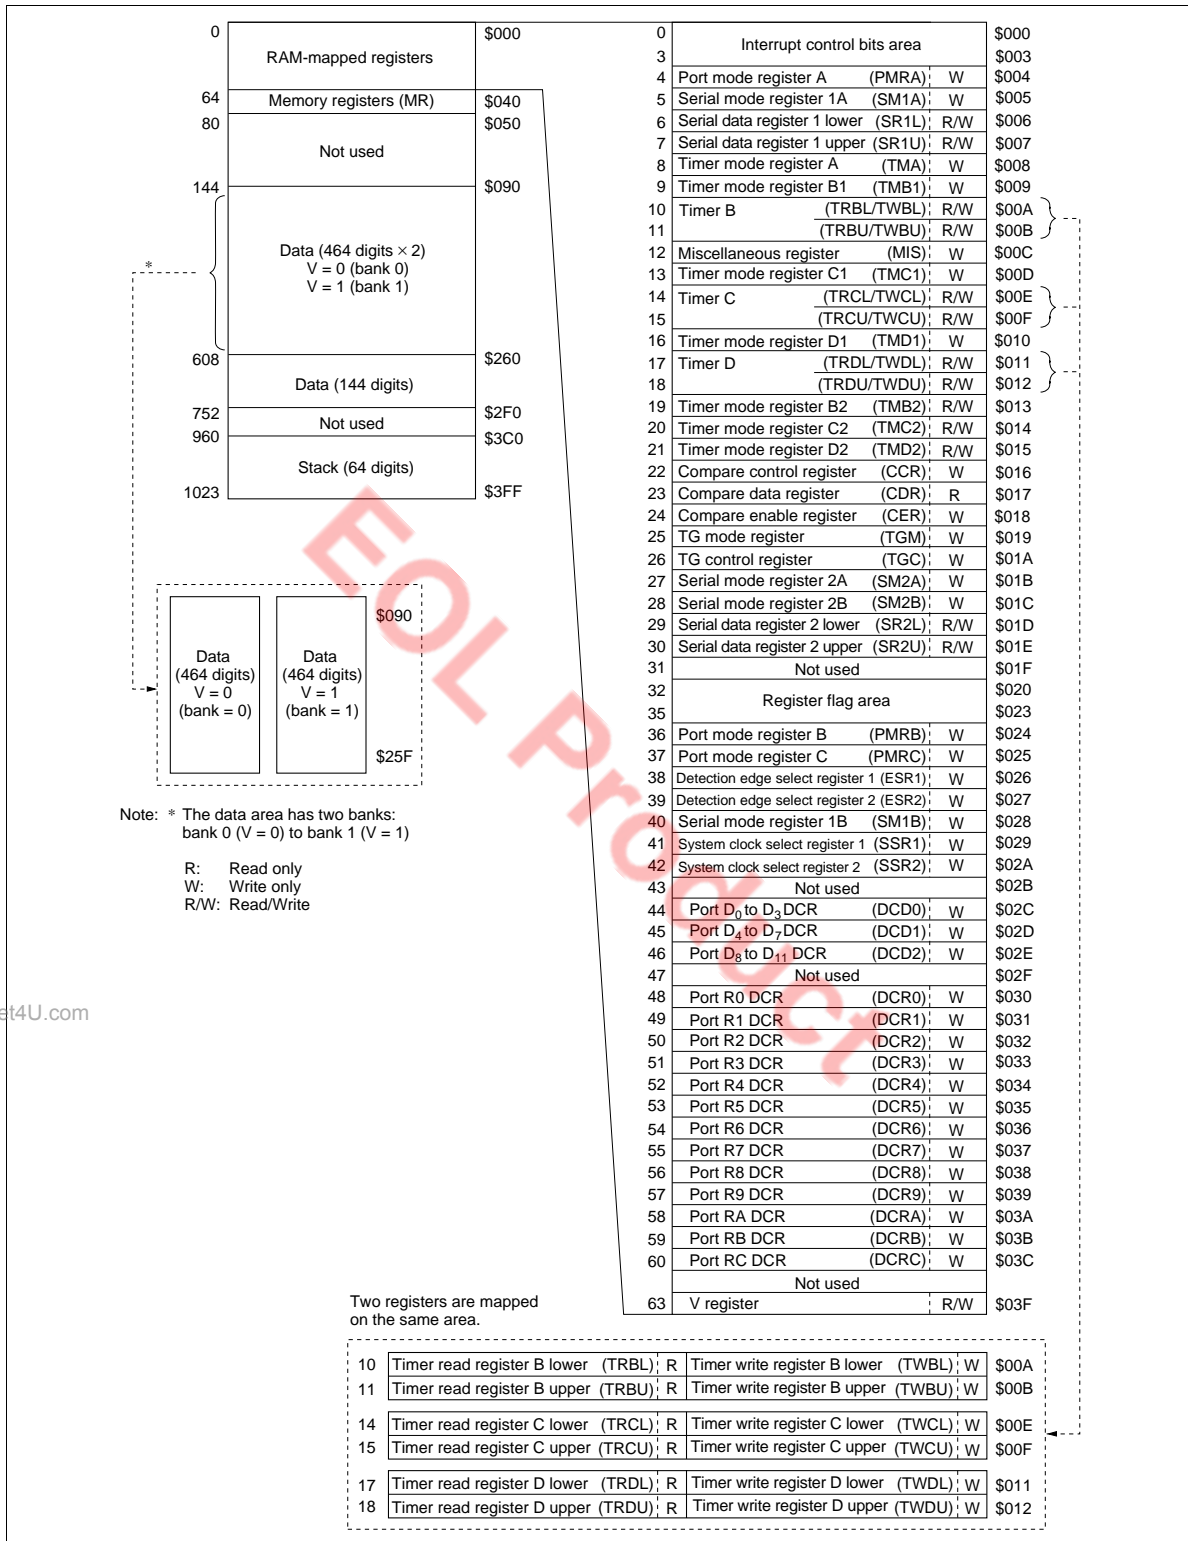 0 RAM-mapped registers $000
64 Memory registers (MR) $040
80 Not used $050
144 $090
Data (464 digits × 2)
V = 0 (bank 0)
V = 1 (bank 1)
*
608 $260
Data (144 digits)
752 $2F0
Not used
960 $3C0
Stack (64 digits)
1023 $3FF
$090
Data
(464 digits)
V = 0
(bank = 0)
Data
(464 digits)
V = 1
(bank = 1)
$25F
Note: * The data area has two banks:
bank 0 (V = 0) to bank 1 (V = 1)
R: Read only
W: Write only
R/W: Read/Write
0 $000
Interrupt control bits area
3 $003
4 Port mode register A (PMRA) W $004
5 Serial mode register 1A (SM1A) W $005
6 Serial data register 1 lower (SR1L) R/W $006
7 Serial data register 1 upper (SR1U) R/W $007
8 Timer mode register A (TMA) W $008
9 Timer mode register B1 (TMB1) W $009
10 Timer B (TRBL/TWBL) R/W $00A
11 (TRBU/TWBU) R/W $00B
12 Miscellaneous register (MIS) W $00C
13 Timer mode register C1 (TMC1) W $00D
14 Timer C (TRCL/TWCL) R/W $00E
15 (TRCU/TWCU) R/W $00F
16 Timer mode register D1 (TMD1) W $010
17 Timer D (TRDL/TWDL) R/W $011
18 (TRDU/TWDU) R/W $012
19 Timer mode register B2 (TMB2) R/W $013
20 Timer mode register C2 (TMC2) R/W $014
21 Timer mode register D2 (TMD2) R/W $015
22 Compare control register (CCR) W $016
23 Compare data register (CDR) R $017
24 Compare enable register (CER) W $018
25 TG mode register (TGM) W $019
26 TG control register (TGC) W $01A
27 Serial mode register 2A (SM2A) W $01B
28 Serial mode register 2B (SM2B) W $01C
29 Serial data register 2 lower (SR2L) R/W $01D
30 Serial data register 2 upper (SR2U) R/W $01E
31 Not used $01F
32 $020
Register flag area
35 $023
36 Port mode register B (PMRB) W $024
37 Port mode register C (PMRC) W $025
38 Detection edge select register 1 (ESR1) W $026
39 Detection edge select register 2 (ESR2) W $027
40 Serial mode register 1B (SM1B) W $028
41 System clock select register 1 (SSR1) W $029
42 System clock select register 2 (SSR2) W $02A
43 Not used $02B
44 Port D0 to D3 DCR (DCD0) W $02C
45 Port D4 to D7 DCR (DCD1) W $02D
46 Port D8 to D11 DCR (DCD2) W $02E
47 Not used $02F
48 Port R0 DCR (DCR0) W $030
49 Port R1 DCR (DCR1) W $031
50 Port R2 DCR (DCR2) W $032
51 Port R3 DCR (DCR3) W $033
52 Port R4 DCR (DCR4) W $034
53 Port R5 DCR (DCR5) W $035
54 Port R6 DCR (DCR6) W $036
55 Port R7 DCR (DCR7) W $037
56 Port R8 DCR (DCR8) W $038
57 Port R9 DCR (DCR9) W $039
58 Port RA DCR (DCRA) W $03A
59 Port RB DCR (DCRB) W $03B
60 Port RC DCR (DCRC) W $03C
Not used
63 V register R/W $03F
EOL Product
et4U.com
Two registers are mapped
on the same area.
10 Timer read register B lower (TRBL) R Timer write register B lower (TWBL) W $00A
11 Timer read register B upper (TRBU) R Timer write register B upper (TWBU) W $00B
14 Timer read register C lower (TRCL) R Timer write register C lower (TWCL) W $00E
15 Timer read register C upper (TRCU) R Timer write register C upper (TWCU) W $00F
17 Timer read register D lower (TRDL) R Timer write register D lower (TWDL) W $011
18 Timer read register D upper (TRDU) R Timer write register D upper (TWDU) W $012